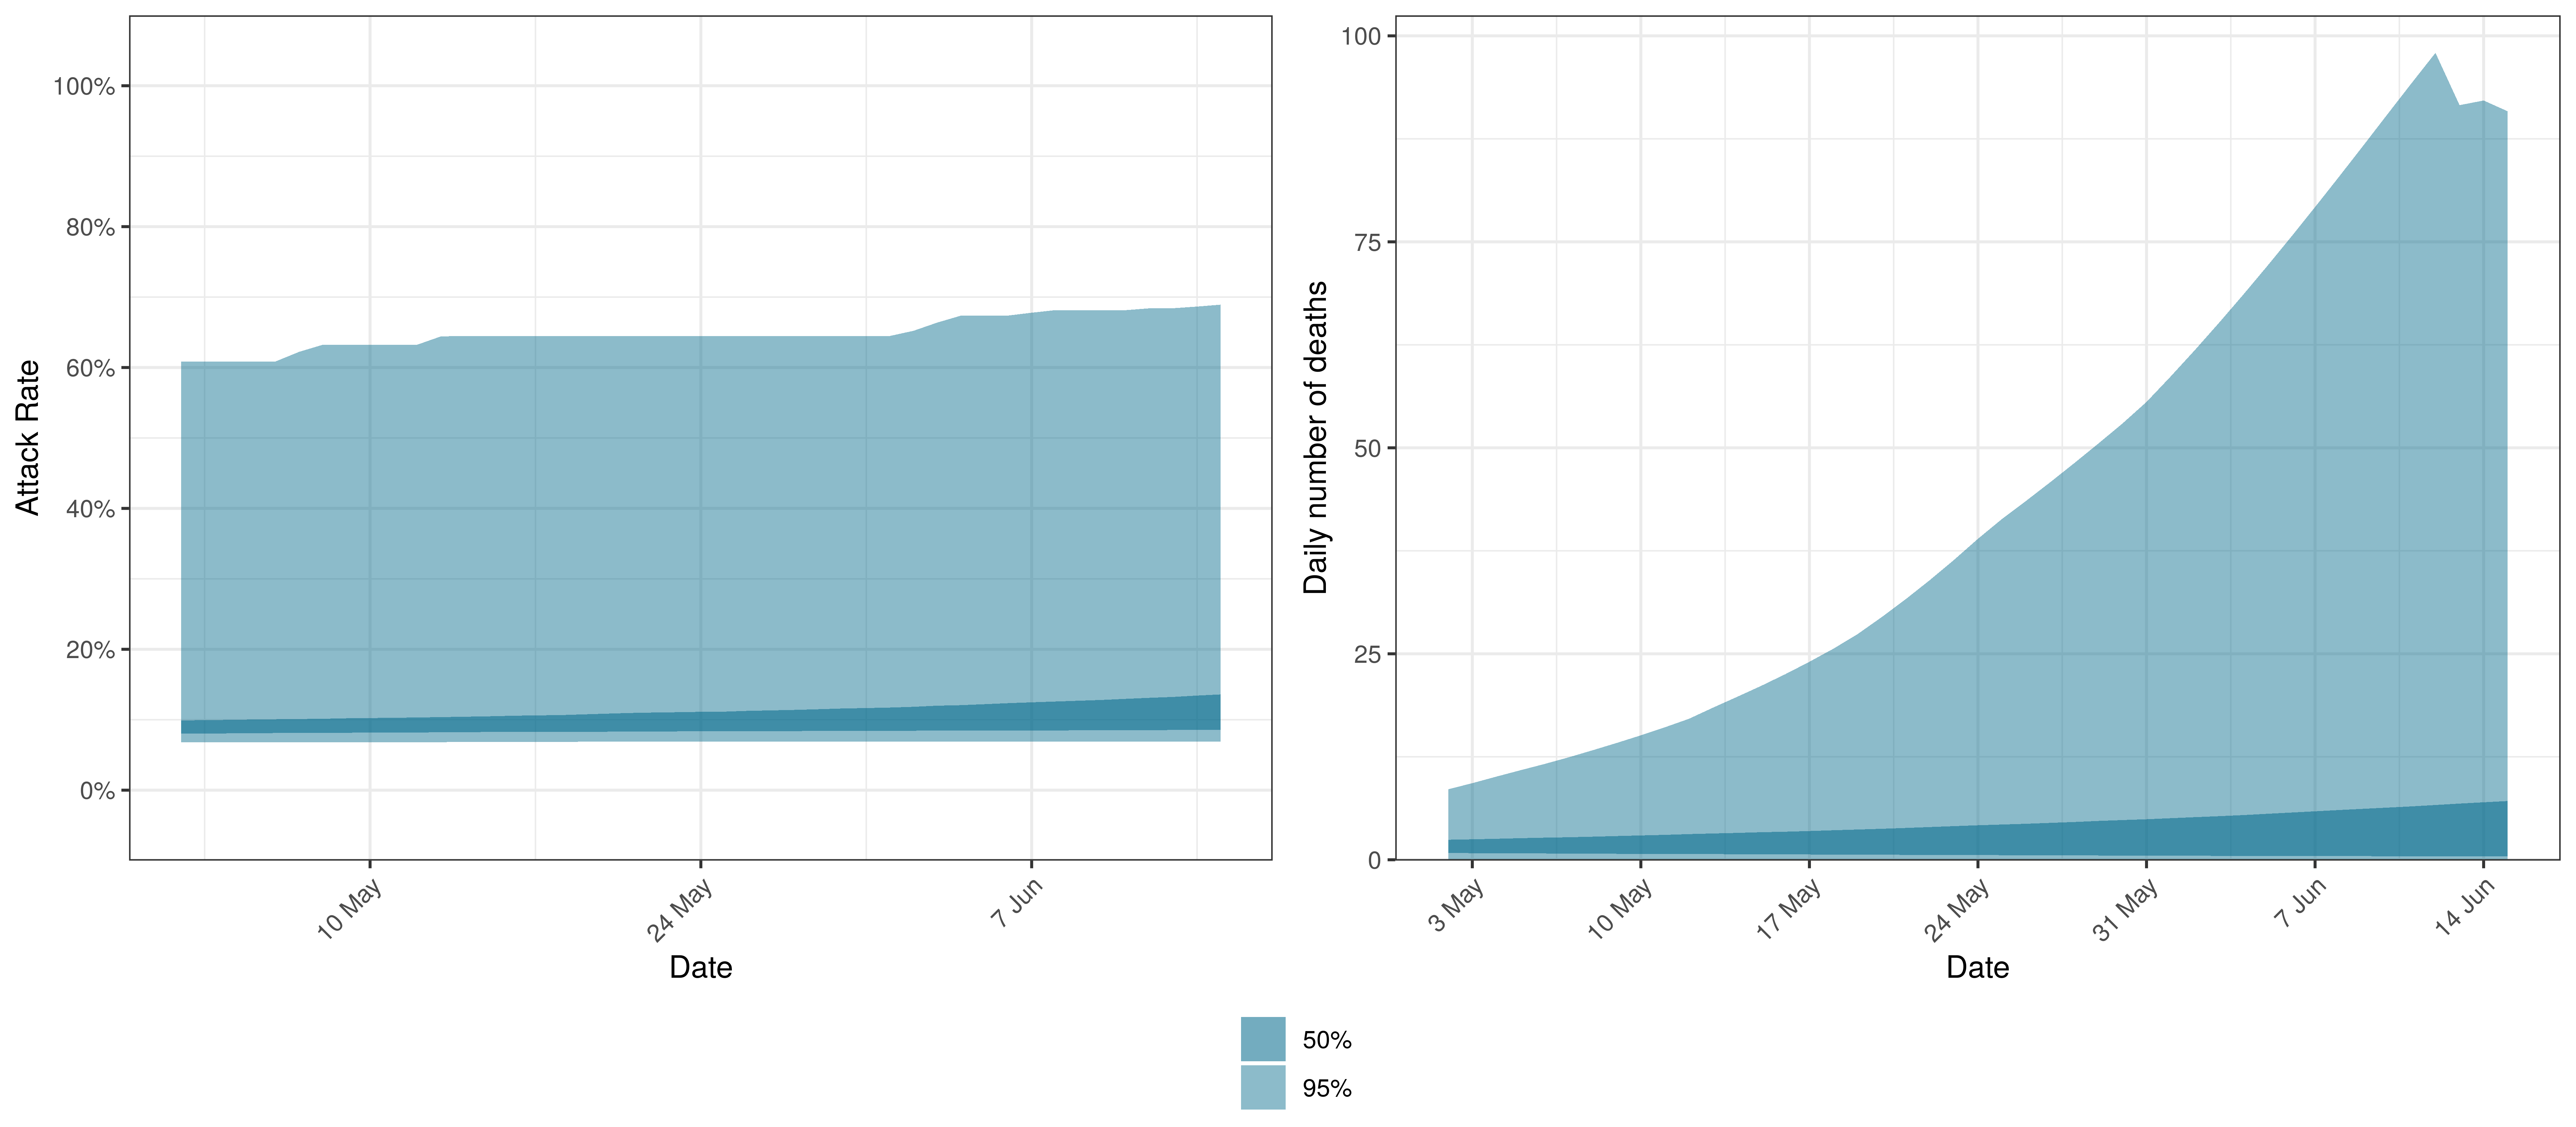 Attack Rate
100%
80%
60%
40%
20%
0%
10 May
24 May
7 Jun
Date
Daily number of deaths
100
75
50
25
0
3 May
10 May
17 May
24 May
31 May
7 Jun
14 Jun
Date
50%
95%